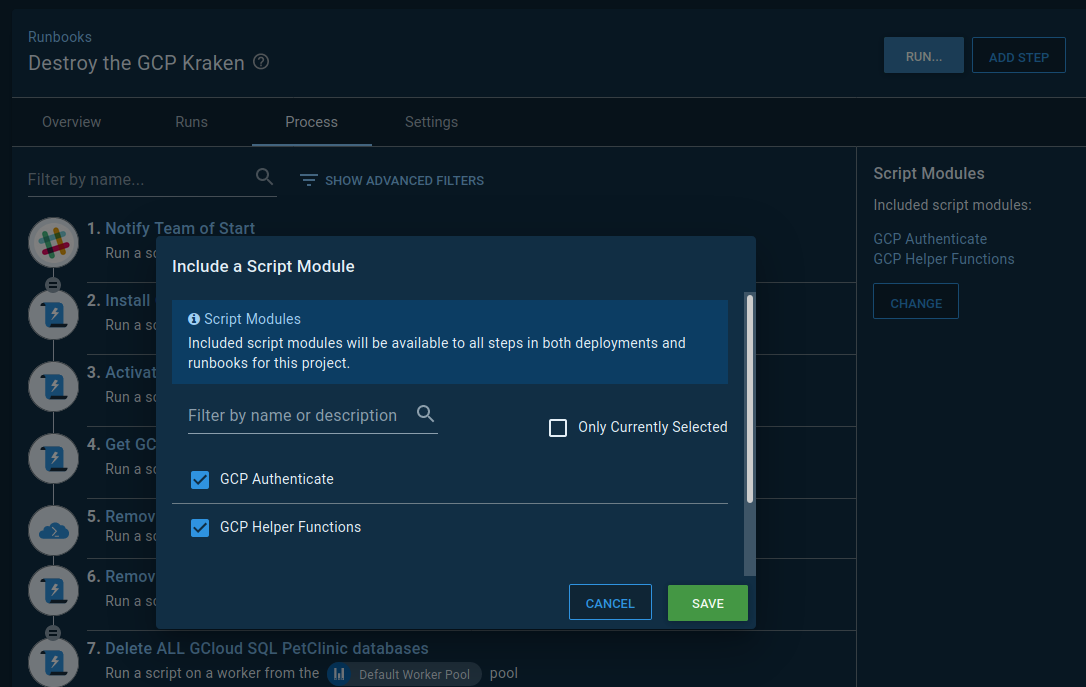 Runbooks
Destroy the GCP Kraken
RUN...
ADD STEP
Overview
Runs
Process
Settings
Filter by name...
SHOW ADVANCED FILTERS
1. Notify Team of Start
Run a sc
2. Install
Run a sc
3. Activat
Run a sc
4. Get GC
Run a sc
5. Remov
Run a sc
6. Remov
Run a sc
7. Delete ALL GCloud SQL PetClinic databases
Run a script on a worker from the Default Worker Pool pool
Include a Script Module
Script Modules
Included script modules will be available to all steps in both deployments and
runbooks for this project.
Filter by name or description
Only Currently Selected
GCP Authenticate
GCP Helper Functions
CANCEL
SAVE
Script Modules
Included script modules:
GCP Authenticate
GCP Helper Functions
CHANGE